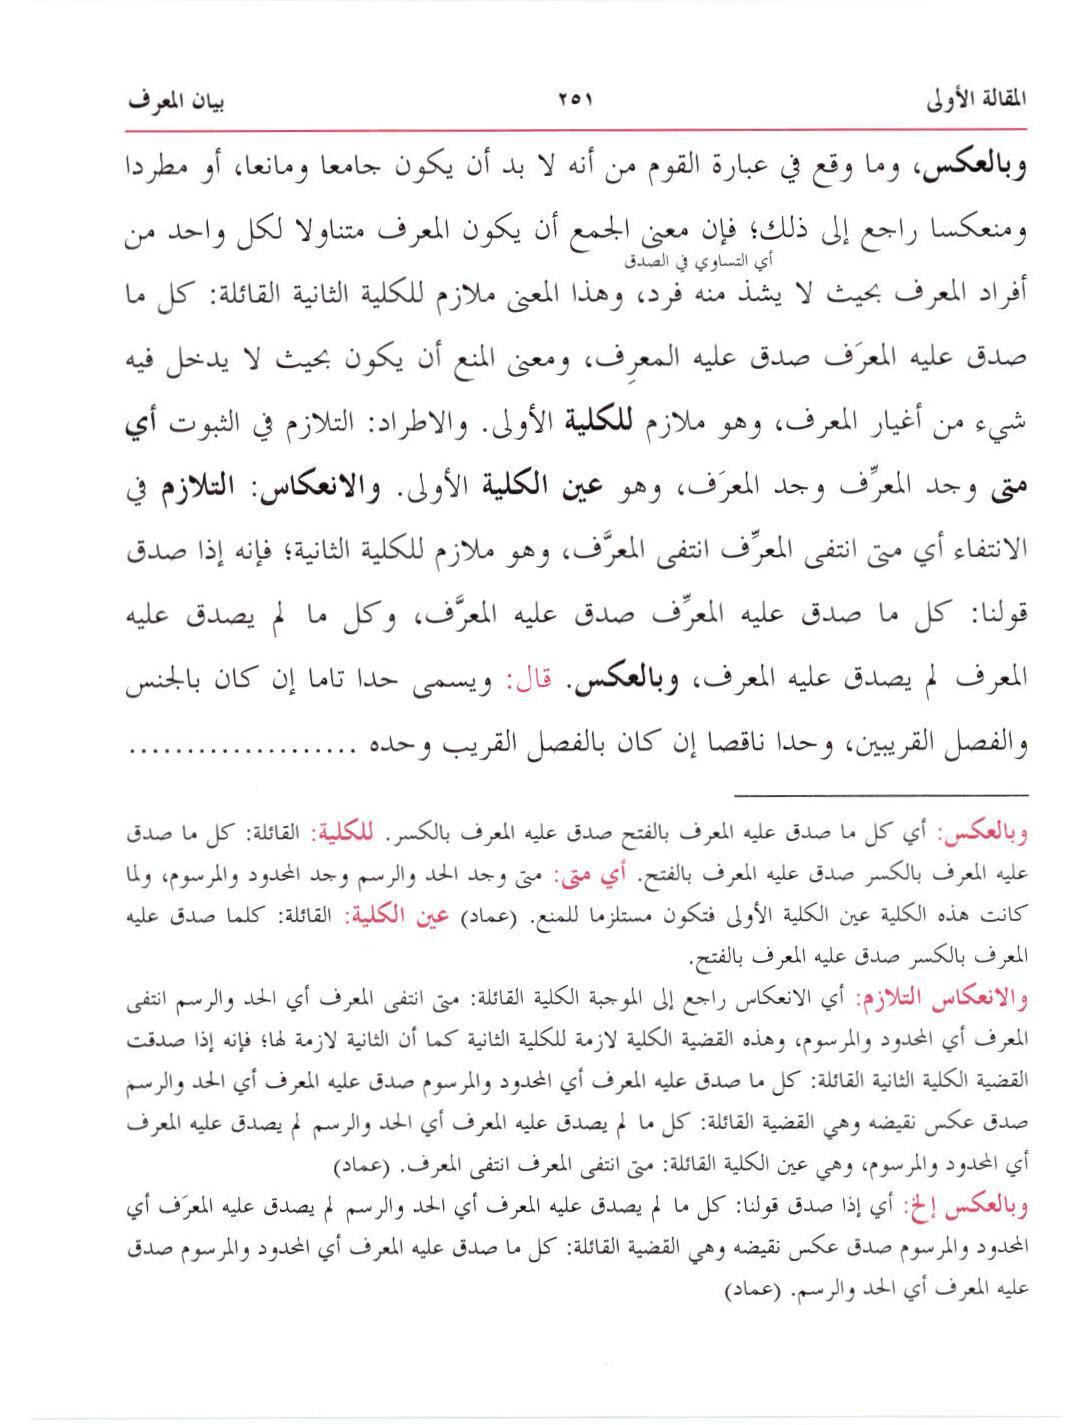 المقالة الأولى ٢٥١ بيان المعرف
وبالعكس، وما وقع في عبارة القوم من أنه لا بد أن يكون جامعا ومانعا، أو مطردا
ومنعكسا راجع إلى ذلك؛ فإن معنى الجمع أن يكون المعرف متناولا لكل واحد من
أي التساوي في الصدق
أفراد المعرف بحيث لا يشذ منه فرد، وهذا المعنى ملازم للكلية الثانية القائلة: كل ما
صدق عليه المعرَف صدق عليه المعرِف، ومعنى المنع أن يكون بحيث لا يدخل فيه
شيء من أغيار المعرف، وهو ملازم للكلية الأولى. والاطراد: التلازم في الثبوت أي
متى وجد المعرِّف وجد المعرَف، وهو عين الكلية الأولى. والانعكاس: التلازم في
الانتفاء أي متى انتفى المعرِّف انتفى المعرَّف، وهو ملازم للكلية الثانية؛ فإنه إذا صدق
قولنا: كل ما صدق عليه المعرِّف صدق عليه المعرَّف، وكل ما لم يصدق عليه
المعرف لم يصدق عليه المعرف، وبالعكس. قال: ويسمى حدا تاما إن كان بالجنس
والفصل القريبين، وحدا ناقصا إن كان بالفصل القريب وحده ....................
وبالعكس: أي كل ما صدق عليه المعرف بالفتح صدق عليه المعرف بالكسر. للكلية: القائلة: كل ما صدق
عليه المعرف بالكسر صدق عليه المعرف بالفتح. أي متى: متى وجد الحد والرسم وجد المحدود والمرسوم، ولما
كانت هذه الكلية عين الكلية الأولى فتكون مستلزما للمنع. (عماد) عين الكلية: القائلة: كلما صدق عليه
المعرف بالكسر صدق عليه المعرف بالفتح.
والانعكاس التلازم: أي الانعكاس راجع إلى الموجبة الكلية القائلة: متى انتفى المعرف أي الحد والرسم انتفى
المعرف أي المحدود والمرسوم، وهذه القضية الكلية لازمة للكلية الثانية كما أن الثانية لازمة لها؛ فإنه إذا صدقت
القضية الكلية الثانية القائلة: كل ما صدق عليه المعرف أي المحدود والمرسوم صدق عليه المعرف أي الحد والرسم
صدق عكس نقيضه وهي القضية القائلة: كل ما لم يصدق عليه المعرف أي الحد والرسم لم يصدق عليه المعرف
أي المحدود والمرسوم، وهي عين الكلية القائلة: متى انتفى المعرف انتفى المعرف. (عماد)
وبالعكس إلخ: أي إذا صدق قولنا: كل ما لم يصدق عليه المعرف أي الحد والرسم لم يصدق عليه المعرَف أي
المحدود والمرسوم صدق عكس نقيضه وهي القضية القائلة: كل ما صدق عليه المعرف أي المحدود والمرسوم صدق
عليه المعرف أي الحد والرسم. (عماد)